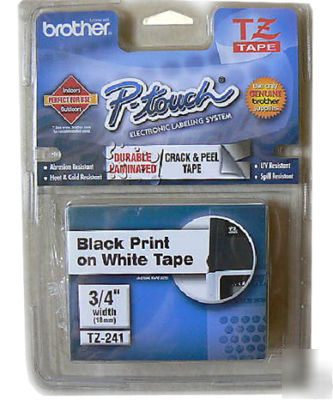 brother
TZ
TAPE
Indoors
PERFECT FOR USE!
Outdoors
P-touch
ELECTRONIC LABELING SYSTEM
use only
GENUINE
brother
supplies
DURABLE
LAMINATED
CRACK & PEEL
TAPE
• Abrasion Resistant
• Heat & Cold Resistant
• UV Resistant
• Spill Resistant
Black Print
on White Tape
TZ
3/4"
width
(18mm)
TZ-241